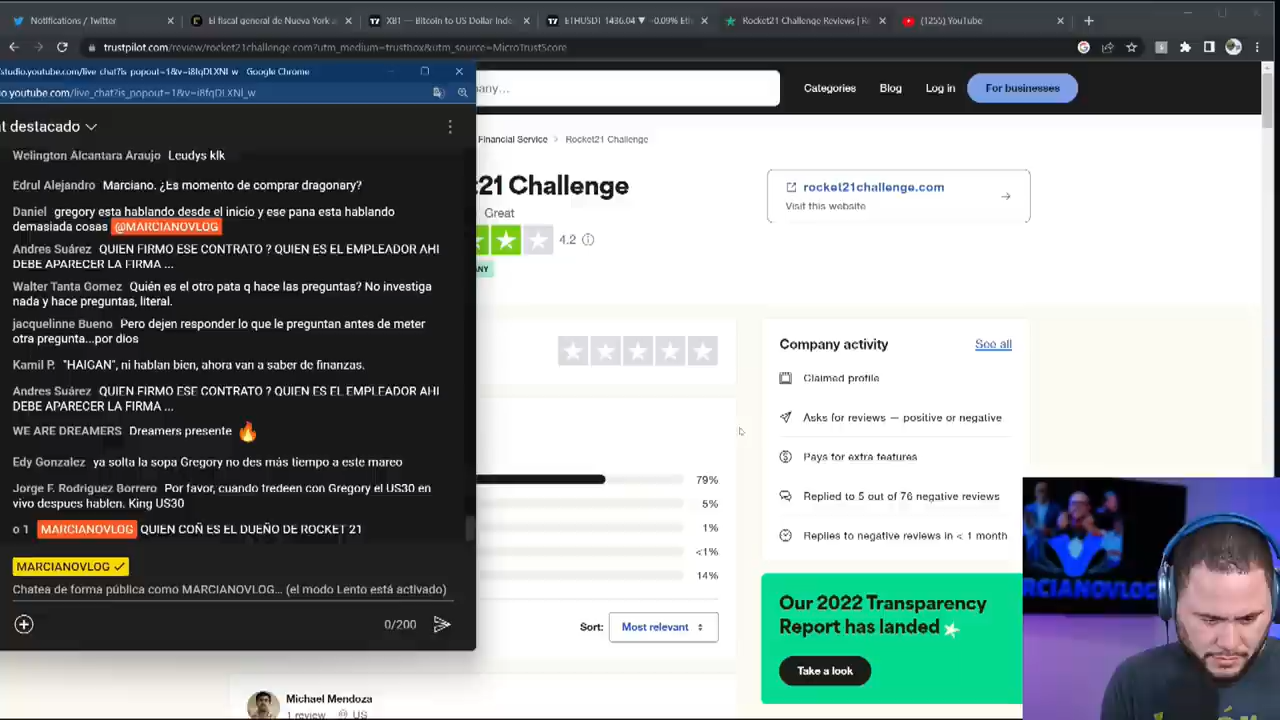 Notifications / Twitter
El fiscal general de Nueva York a
XB1 — Bitcoin to US Dollar Index
ETHUSDT 1436.04 ▼ −0.09% Eth
Rocket21 Challenge Reviews | R
(1255) YouTube
trustpilot.com/review/rocket21challenge.com?utm_medium=trustbox&utm_source=MicroTrustScore
studio.youtube.com/live_chat?is_popout=1&v=i8fqDLXNl_w - Google Chrome
io.youtube.com/live_chat?is_popout=1&v=i8fqDLXNl_w
any...
Categories
Blog
Log in
For businesses
at destacado
Welington Alcantara Araujo Leudys klk
Edrul Alejandro Marciano. ¿Es momento de comprar dragonary?
Daniel gregory esta hablando desde el inicio y ese pana esta hablando
demasiada cosas @MARCIANOVLOG
Andres Suárez QUIEN FIRMO ESE CONTRATO ? QUIEN ES EL EMPLEADOR AHI
DEBE APARECER LA FIRMA ...
Walter Tanta Gomez Quién es el otro pata q hace las preguntas? No investiga
nada y hace preguntas, literal.
jacquelinne Bueno Pero dejen responder lo que le preguntan antes de meter
otra pregunta...por dios
Kamil P. "HAIGAN", ni hablan bien, ahora van a saber de finanzas.
Andres Suárez QUIEN FIRMO ESE CONTRATO ? QUIEN ES EL EMPLEADOR AHI
DEBE APARECER LA FIRMA ...
WE ARE DREAMERS Dreamers presente 🔥
Edy Gonzalez ya solta la sopa Gregory no des más tiempo a este mareo
Jorge F. Rodriguez Borrero Por favor, cuando tredeen con Gregory el US30 en
vivo despues hablen. King US30
o 1 MARCIANOVLOG QUIEN COÑ ES EL DUEÑO DE ROCKET 21
MARCIANOVLOG ✓
Chatea de forma pública como MARCIANOVLOG... (el modo Lento está activado)
0/200
Financial Service > Rocket21 Challenge
t21 Challenge
Great
4.2
ANY
rocket21challenge.com
Visit this website
79%
5%
1%
<1%
14%
Sort: Most relevant
Company activity
See all
Claimed profile
Asks for reviews — positive or negative
Pays for extra features
Replied to 5 out of 76 negative reviews
Replies to negative reviews in < 1 month
Our 2022 Transparency
Report has landed
Take a look
Michael Mendoza
1 review US
RCIANOVLOG